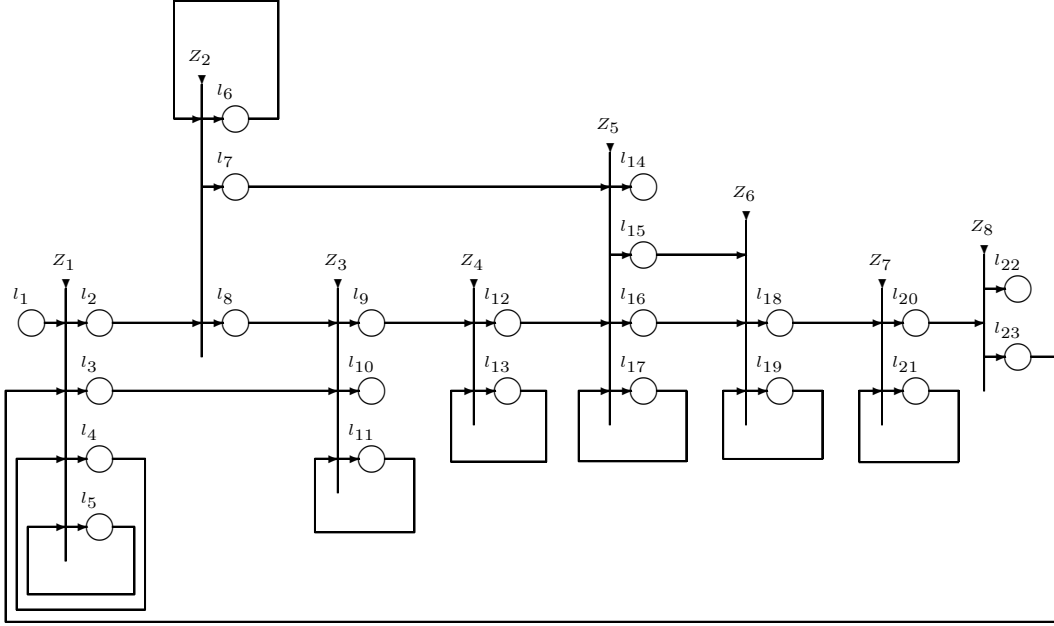 Z₂
l₆
Z₅
l₇
l₁₄
Z₆
l₁₅
Z₈
Z₁
Z₃
Z₄
Z₇
l₂₂
l₁
l₂
l₈
l₉
l₁₂
l₁₆
l₁₈
l₂₀
l₂₃
l₃
l₁₀
l₁₃
l₁₇
l₁₉
l₂₁
l₄
l₁₁
l₅